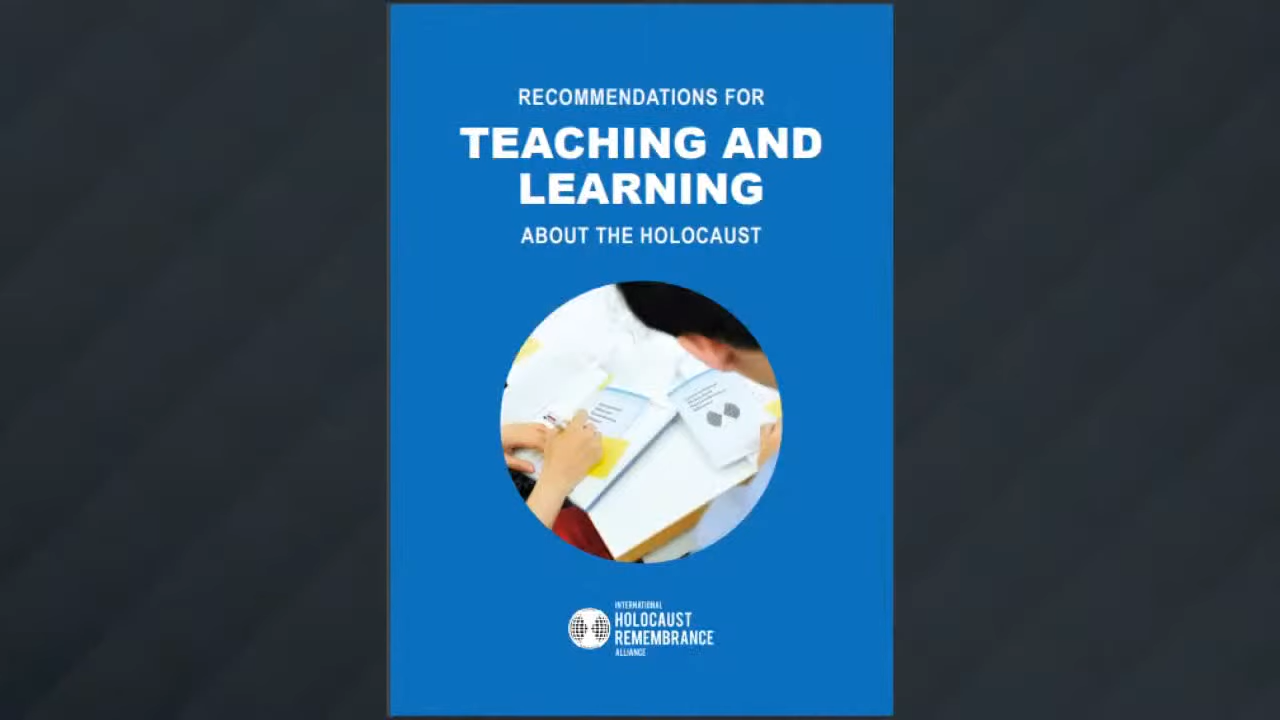 RECOMMENDATIONS FOR
TEACHING AND
LEARNING
ABOUT THE HOLOCAUST
INTERNATIONAL
HOLOCAUST
REMEMBRANCE
ALLIANCE